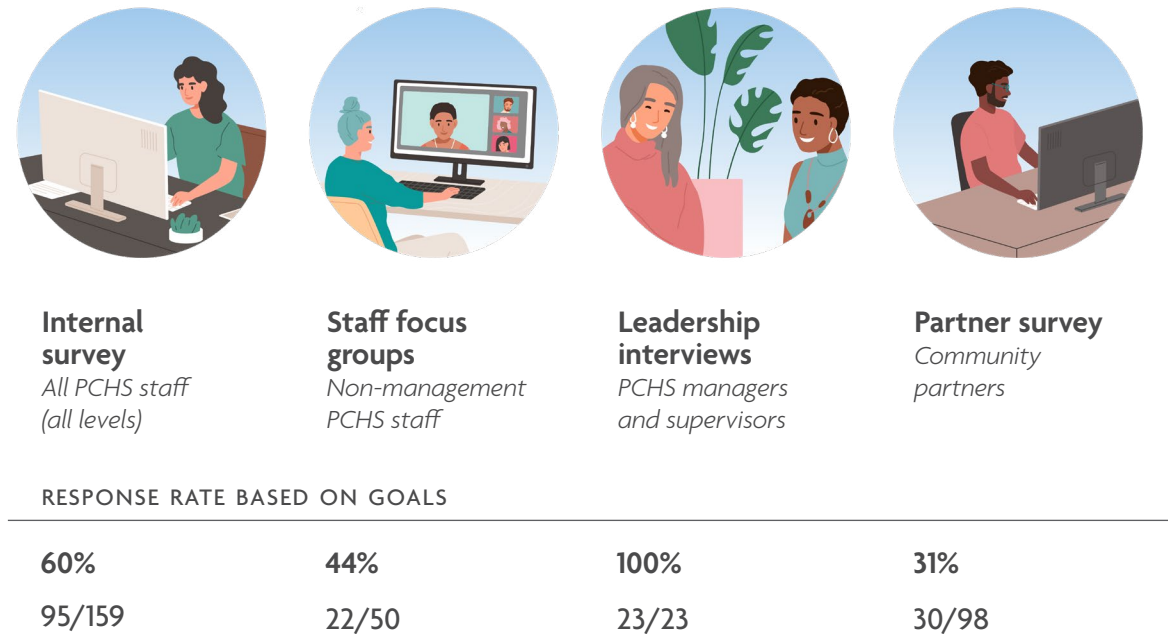 Internal
survey
All PCHS staff
(all levels)
Staff focus
groups
Non-management
PCHS staff
Leadership
interviews
PCHS managers
and supervisors
Partner survey
Community
partners
RESPONSE RATE BASED ON GOALS
60% 44% 100% 31%
95/159 22/50 23/23 30/98